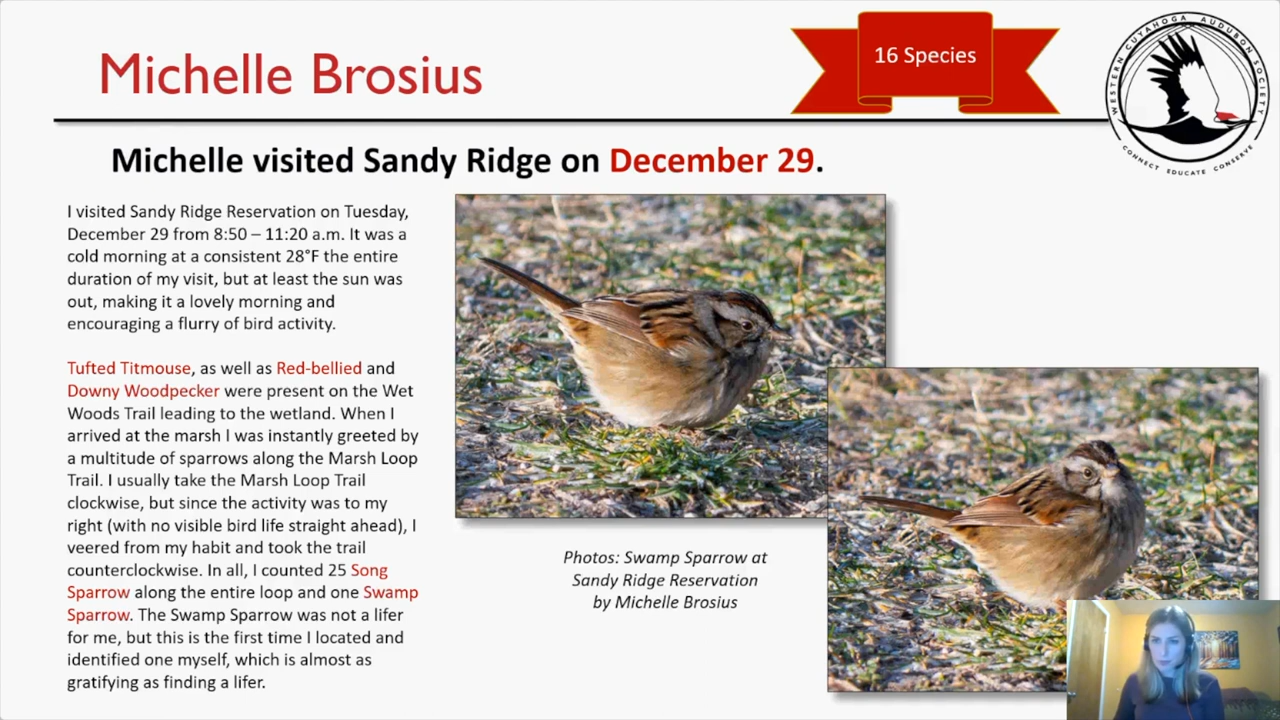 Michelle Brosius
16 Species
WESTERN CUYAHOGA AUDUBON SOCIETY
CONNECT EDUCATE CONSERVE
Michelle visited Sandy Ridge on December 29.
I visited Sandy Ridge Reservation on Tuesday,
December 29 from 8:50 – 11:20 a.m. It was a
cold morning at a consistent 28°F the entire
duration of my visit, but at least the sun was
out, making it a lovely morning and
encouraging a flurry of bird activity.
Tufted Titmouse, as well as Red-bellied and
Downy Woodpecker were present on the Wet
Woods Trail leading to the wetland. When I
arrived at the marsh I was instantly greeted by
a multitude of sparrows along the Marsh Loop
Trail. I usually take the Marsh Loop Trail
clockwise, but since the activity was to my
right (with no visible bird life straight ahead), I
veered from my habit and took the trail
counterclockwise. In all, I counted 25 Song
Sparrow along the entire loop and one Swamp
Sparrow. The Swamp Sparrow was not a lifer
for me, but this is the first time I located and
identified one myself, which is almost as
gratifying as finding a lifer.
Photos: Swamp Sparrow at
Sandy Ridge Reservation
by Michelle Brosius